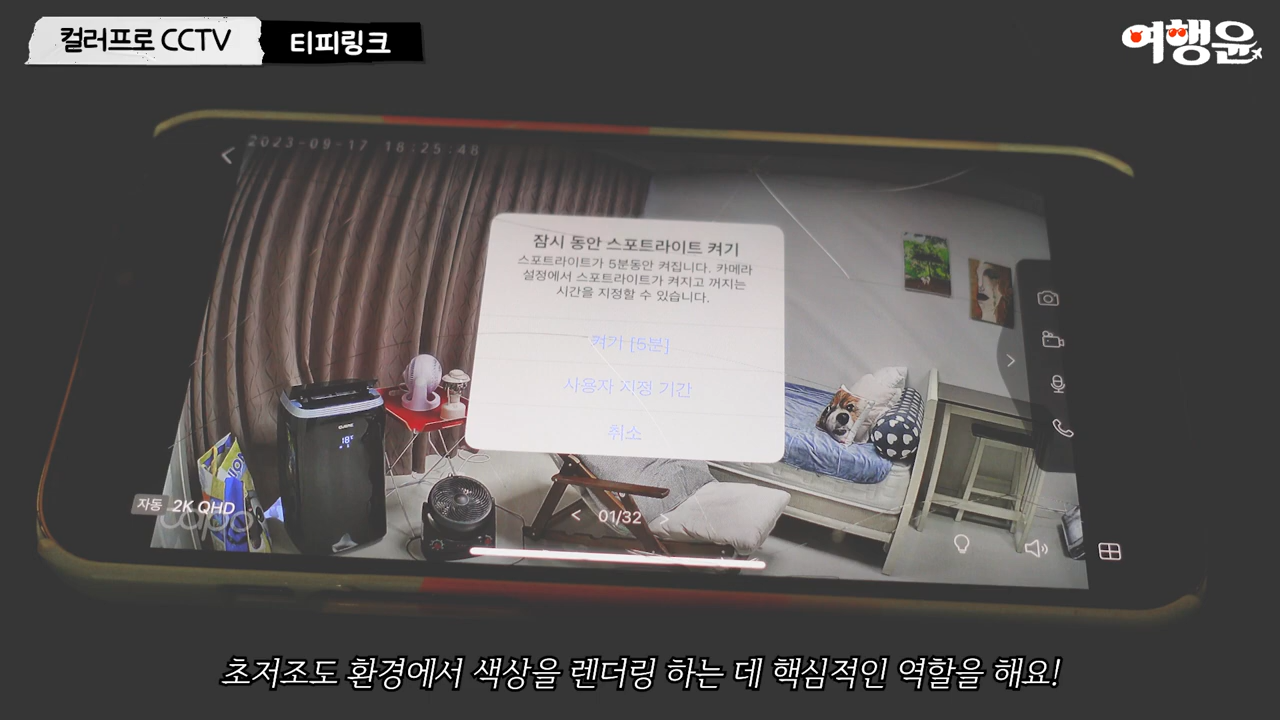 컬러프로 CCTV
티피링크
여행윤
2023-09-17 18:25:48
잠시 동안 스포트라이트 켜기
스포트라이트가 5분동안 켜집니다. 카메라
설정에서 스포트라이트가 켜지고 꺼지는
시간을 지정할 수 있습니다.
켜기 [5분]
사용자 지정 기간
취소
18°
자동 2K QHD
tapo
01/32
초저조도 환경에서 색상을 렌더링 하는 데 핵심적인 역할을 해요!